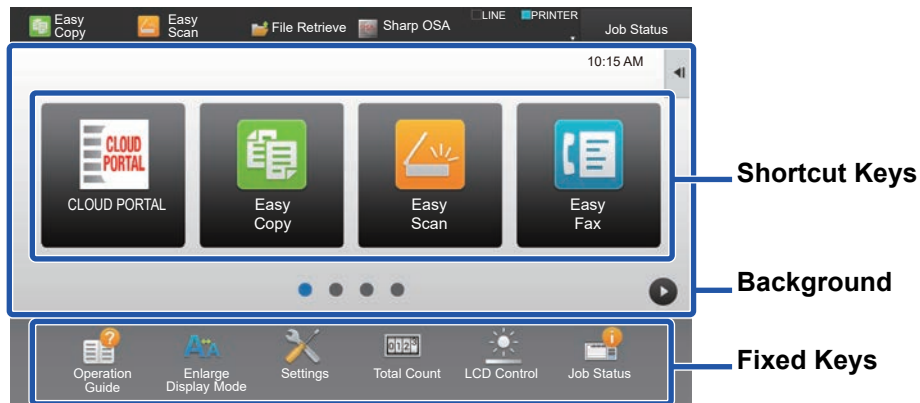 Easy Copy
Easy Scan
File Retrieve
Sharp OSA
LINE
PRINTER
Job Status
10:15 AM
CLOUD
PORTAL
CLOUD PORTAL
Easy
Copy
Easy
Scan
Easy
Fax
Shortcut Keys
Background
Operation
Guide
Enlarge
Display Mode
Settings
Total Count
LCD Control
Job Status
Fixed Keys